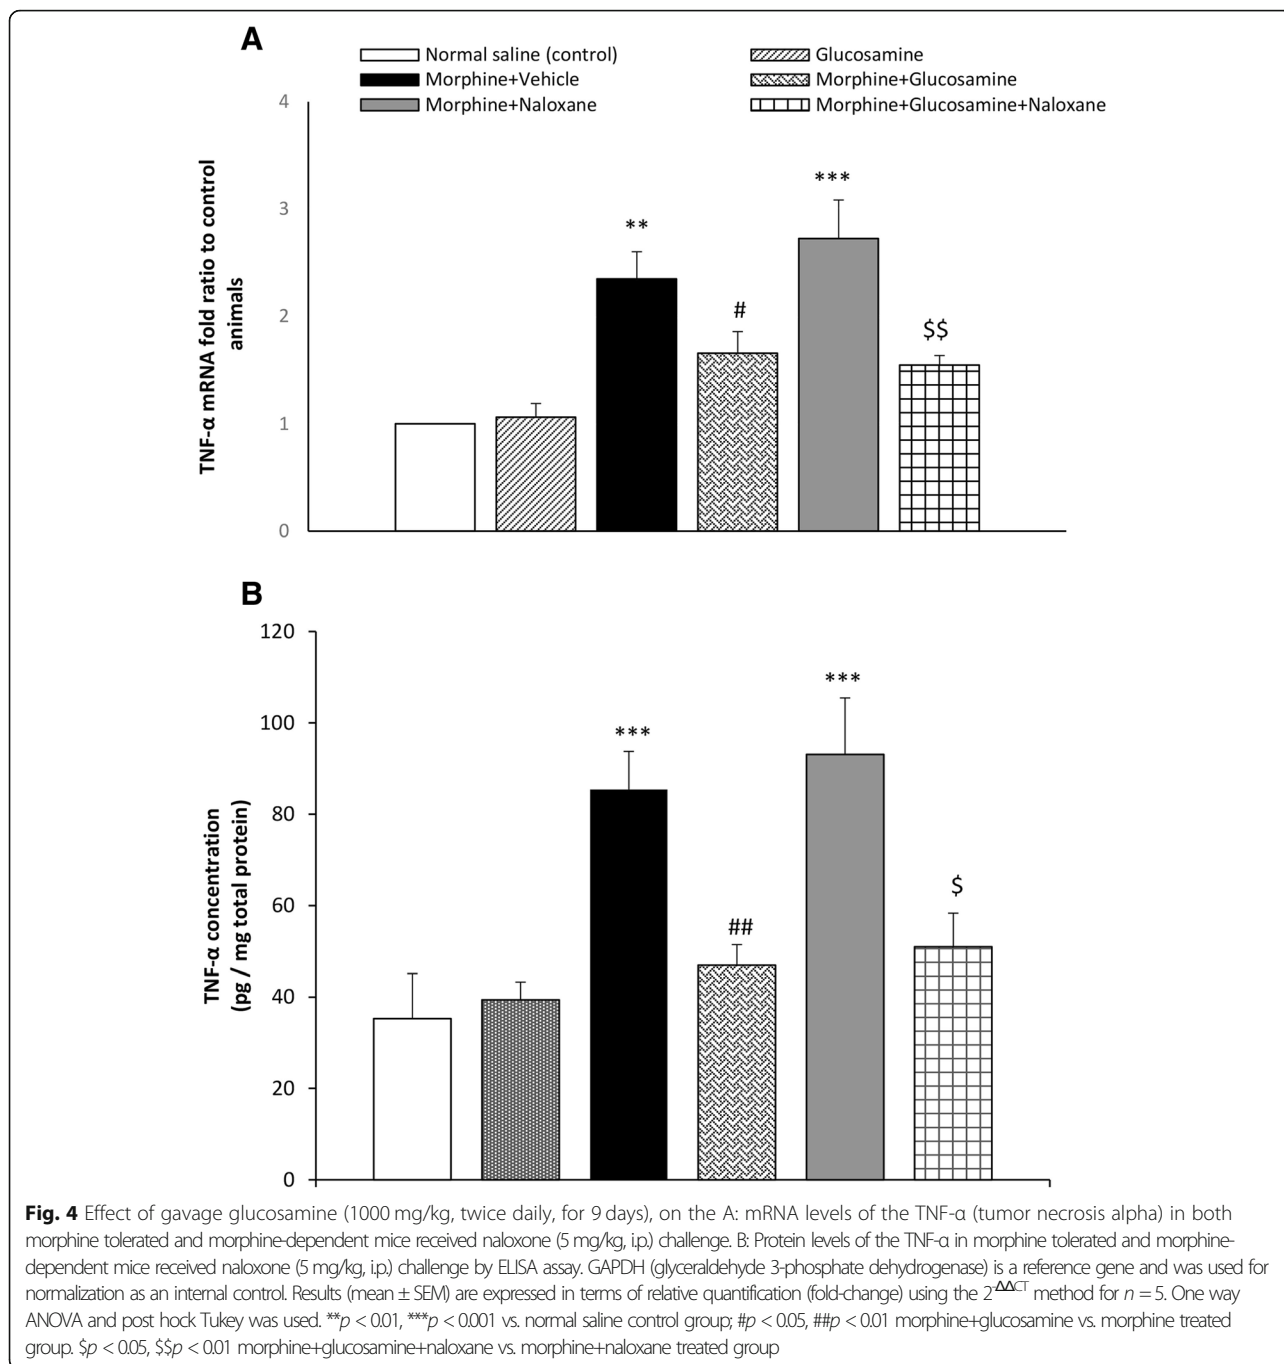 A
Normal saline (control)
Glucosamine
Morphine+Vehicle
Morphine+Glucosamine
Morphine+Naloxane
Morphine+Glucosamine+Naloxane
TNF-α mRNA fold ratio to control
animals
4
3
2
1
0
**
#
***
$$
B
TNF-α concentration
(pg / mg total protein)
120
100
80
60
40
20
0
***
##
***
$
Fig. 4 Effect of gavage glucosamine (1000 mg/kg, twice daily, for 9 days), on the A: mRNA levels of the TNF-α (tumor necrosis alpha) in both
morphine tolerated and morphine-dependent mice received naloxone (5 mg/kg, i.p.) challenge. B: Protein levels of the TNF-α in morphine tolerated and morphine-
dependent mice received naloxone (5 mg/kg, i.p.) challenge by ELISA assay. GAPDH (glyceraldehyde 3-phosphate dehydrogenase) is a reference gene and was used for
normalization as an internal control. Results (mean ± SEM) are expressed in terms of relative quantification (fold-change) using the 2-ΔΔCT method for n = 5. One way
ANOVA and post hock Tukey was used. **p < 0.01, ***p < 0.001 vs. normal saline control group; #p < 0.05, ##p < 0.01 morphine+glucosamine vs. morphine treated
group. $p < 0.05, $$p < 0.01 morphine+glucosamine+naloxane vs. morphine+naloxane treated group